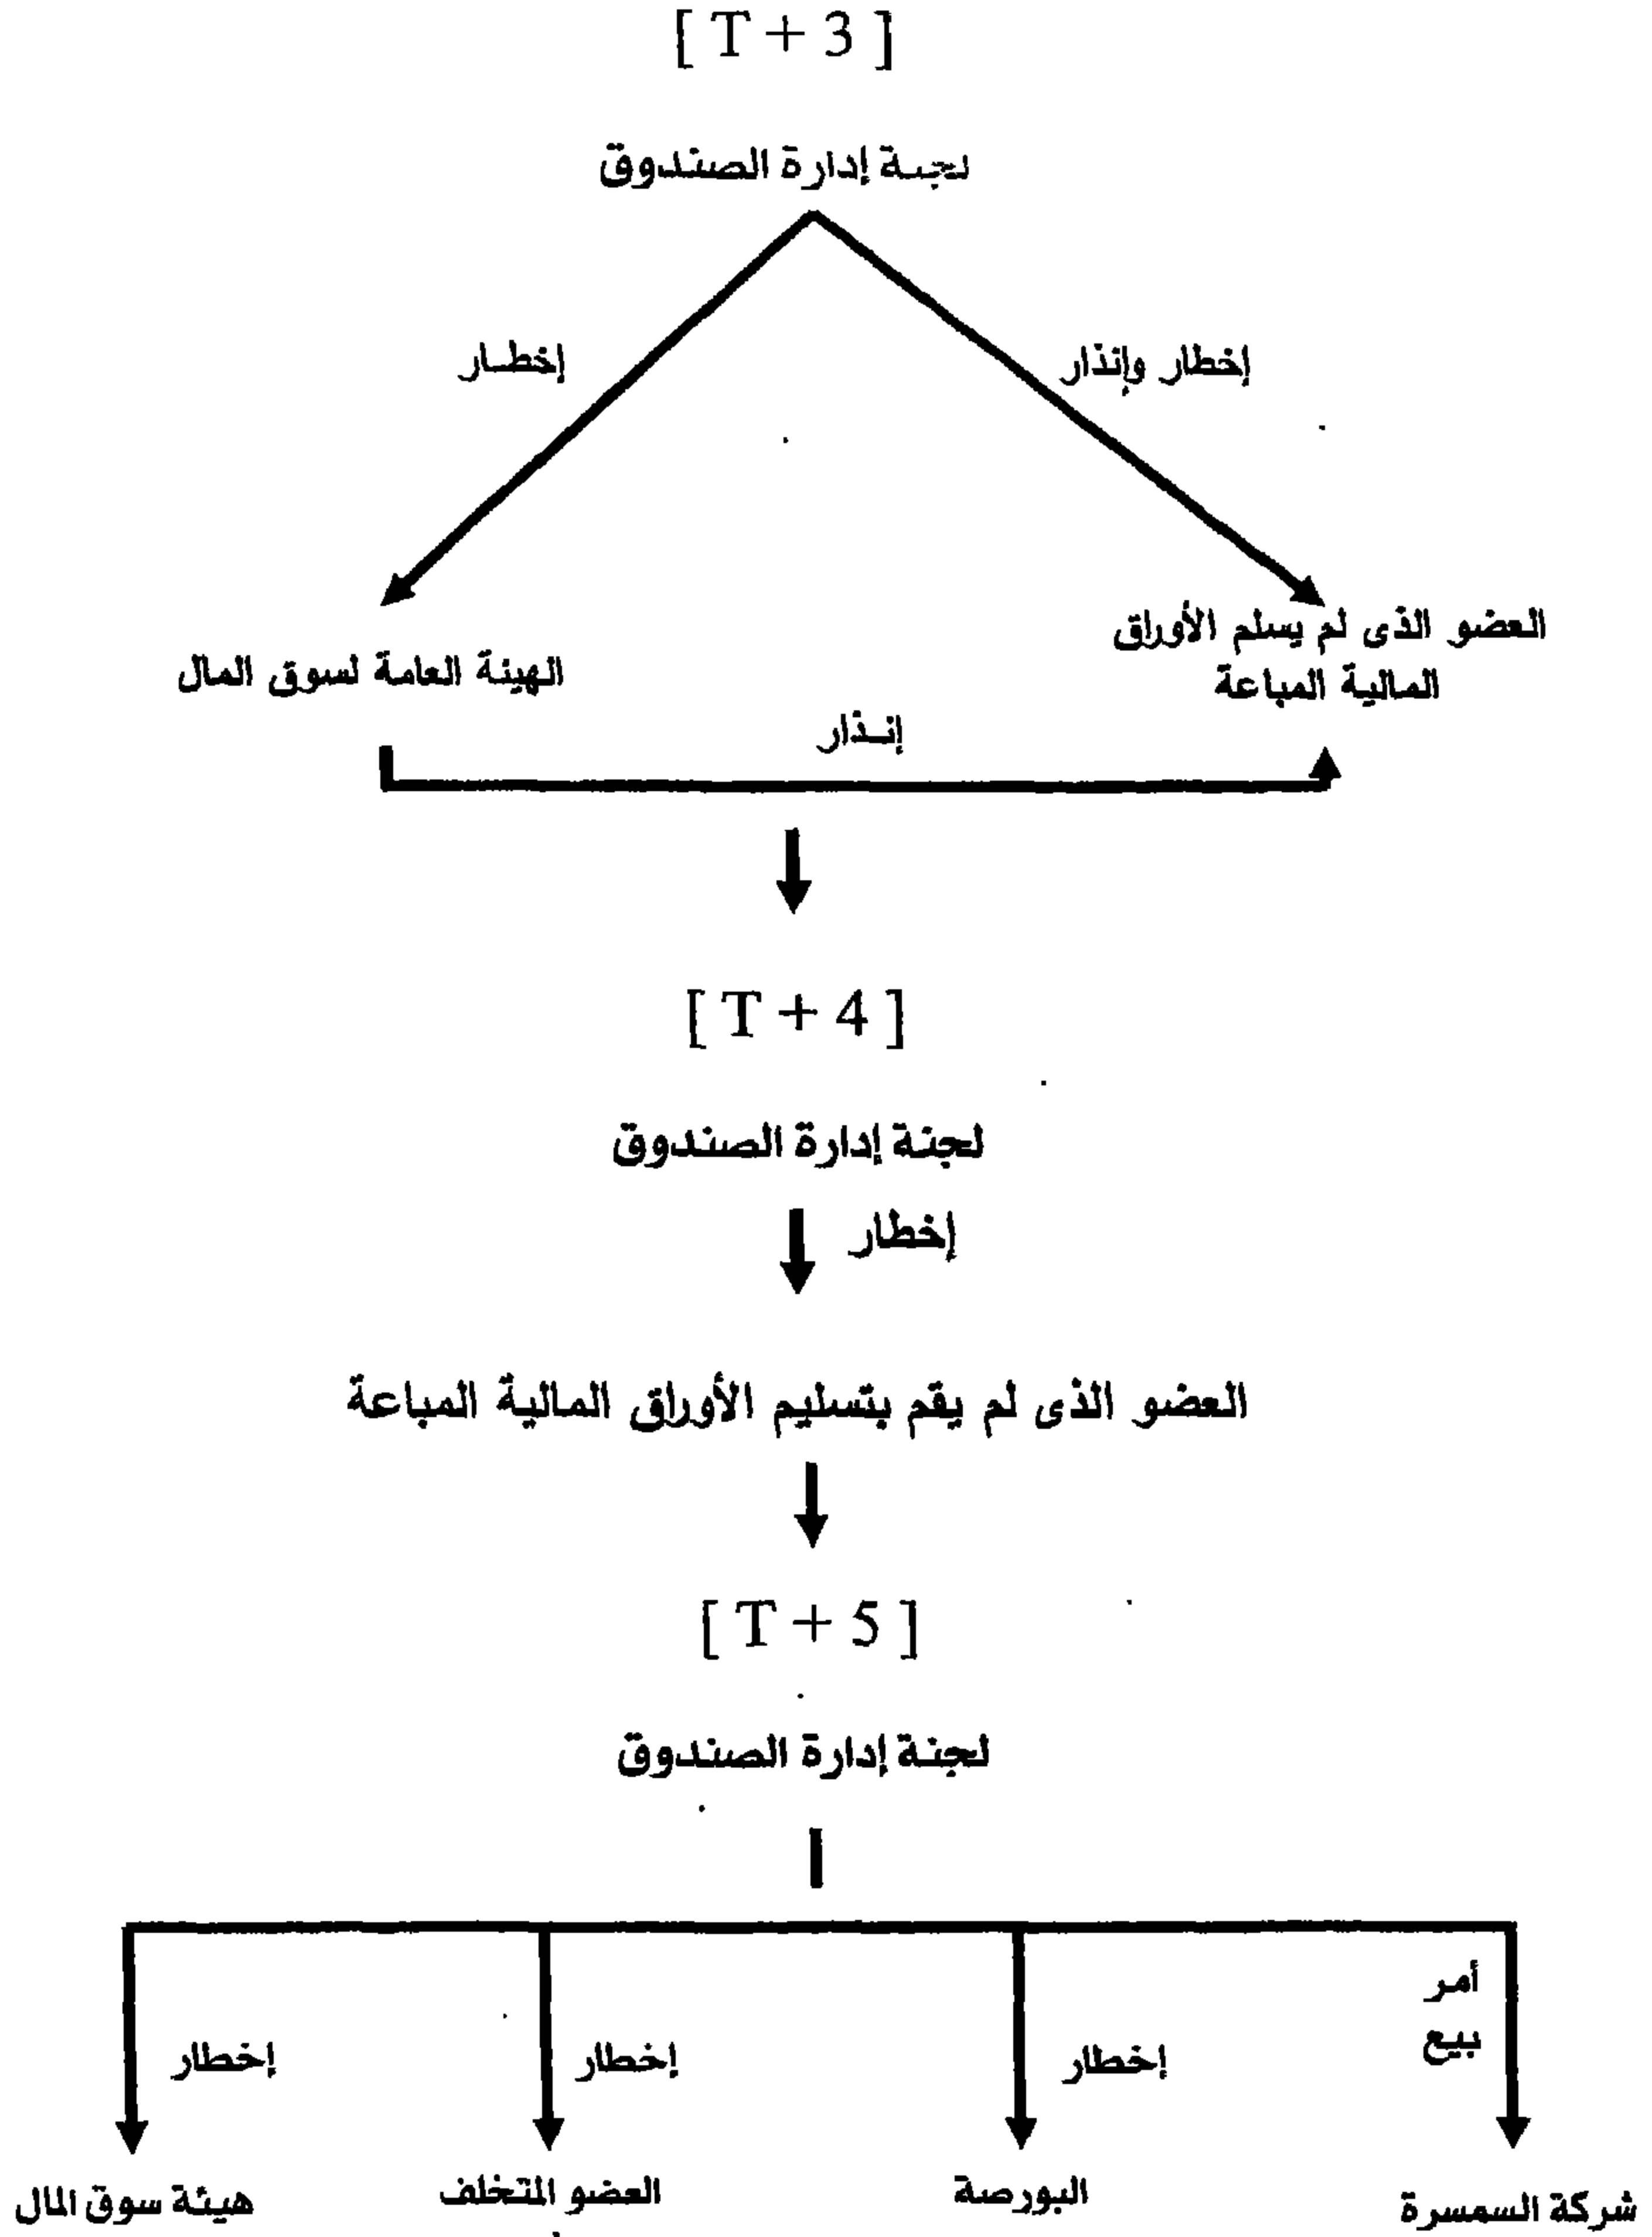 [ T + 3 ]
لجنة إدارة الصندوق
إخطار وإنذار
إخطار
العضو الذى لم يسلم الأوراق
المالية المباعة
الهيئة العامة لسوق المال
إنذار
[ T + 4 ]
لجنة إدارة الصندوق
إخطار
العضو الذى لم يقم بتسليم الأوراق المالية المباعة
[ T + 5 ]
لجنة إدارة الصندوق
أمر
بيع
إخطار
إخطار
إخطار
شركة السمسرة
البورصة
العضو المتخلف
هيئة سوق المال